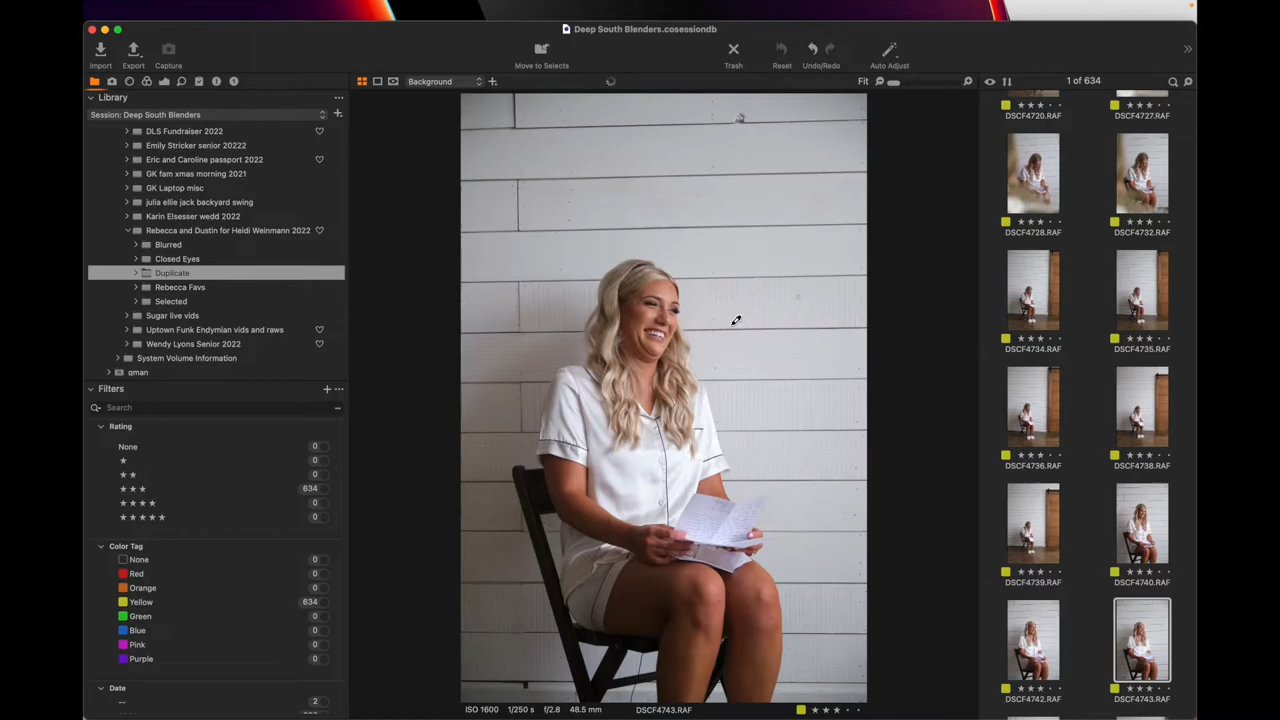 Deep South Blenders.cosessiondb
Import
Export
Capture
Move to Selects
Trash
Reset
Undo/Redo
Auto Adjust
Background
Fit
1 of 634
Library
Session: Deep South Blenders
DLS Fundraiser 2022
Emily Stricker senior 20222
Eric and Caroline passport 2022
GK fam xmas morning 2021
GK Laptop misc
julia ellie jack backyard swing
Karin Elsesser wedd 2022
Rebecca and Dustin for Heidi Weinmann 2022
Blurred
Closed Eyes
Duplicate
Rebecca Favs
Selected
Sugar live vids
Uptown Funk Endymian vids and raws
Wendy Lyons Senior 2022
System Volume Information
gman
Filters
Search
Rating
None 0
0
0
634
0
0
Color Tag
None 0
Red 0
Orange 0
Yellow 634
Green 0
Blue 0
Pink 0
Purple 0
Date
-- 2
ISO 1600 1/250 s f/2.8 48.5 mm DSCF4743.RAF
DSCF4720.RAF DSCF4727.RAF
DSCF4728.RAF DSCF4732.RAF
DSCF4734.RAF DSCF4735.RAF
DSCF4736.RAF DSCF4738.RAF
DSCF4739.RAF DSCF4740.RAF
DSCF4742.RAF DSCF4743.RAF